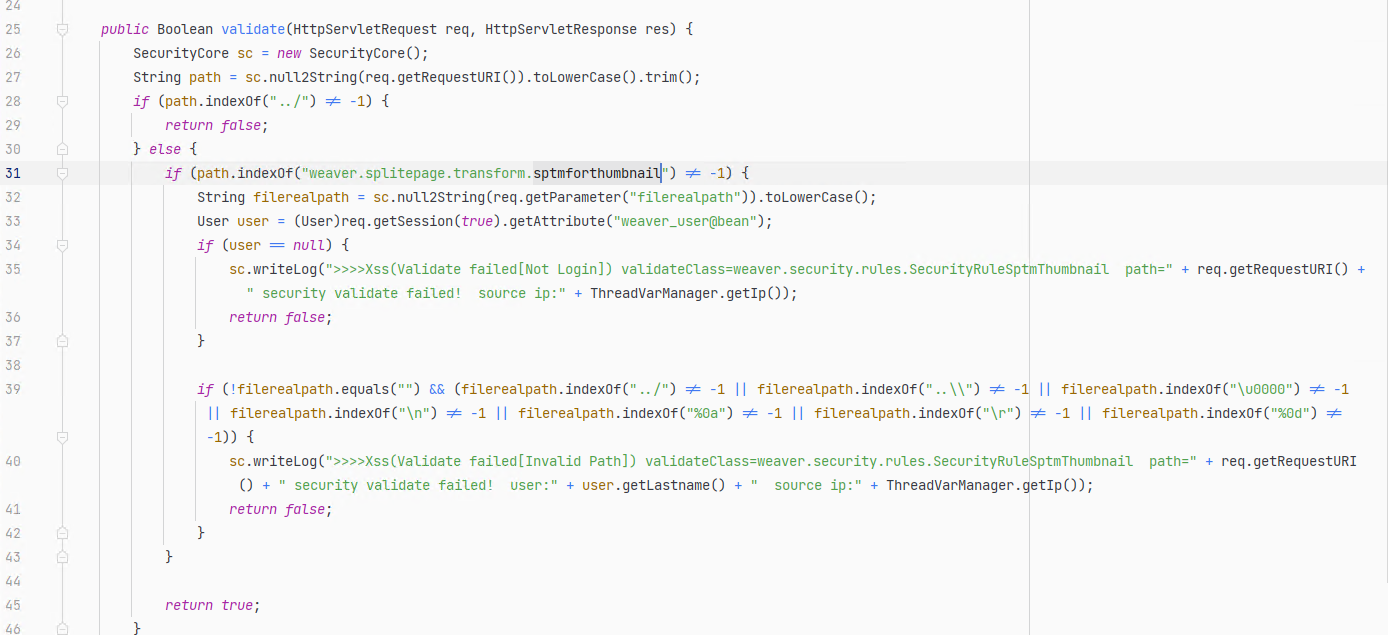 24
25 public Boolean validate(HttpServletRequest req, HttpServletResponse res) {
26 SecurityCore sc = new SecurityCore();
27 String path = sc.null2String(req.getRequestURI()).toLowerCase().trim();
28 if (path.indexOf("../") ≠ -1) {
29 return false;
30 } else {
31 if (path.indexOf("weaver.splitepage.transform.sptmforthumbnail") ≠ -1) {
32 String filerealpath = sc.null2String(req.getParameter("filerealpath")).toLowerCase();
33 User user = (User)req.getSession(true).getAttribute("weaver_user@bean");
34 if (user == null) {
35 sc.writeLog(">>>>Xss(Validate failed[Not Login]) validateClass=weaver.security.rules.SecurityRuleSptmThumbnail  path=" + req.getRequestURI() +
" security validate failed!  source ip:" + ThreadVarManager.getIp());
36 return false;
37 }
38
39 if (!filerealpath.equals("") && (filerealpath.indexOf("../") ≠ -1 || filerealpath.indexOf("..\\") ≠ -1 || filerealpath.indexOf("\u0000") ≠ -1
|| filerealpath.indexOf("\n") ≠ -1 || filerealpath.indexOf("%0a") ≠ -1 || filerealpath.indexOf("\r") ≠ -1 || filerealpath.indexOf("%0d") ≠
-1)) {
40 sc.writeLog(">>>>Xss(Validate failed[Invalid Path]) validateClass=weaver.security.rules.SecurityRuleSptmThumbnail  path=" + req.getRequestURI
() + " security validate failed!  user:" + user.getLastname() + "  source ip:" + ThreadVarManager.getIp());
41 return false;
42 }
43 }
44
45 return true;
46 }